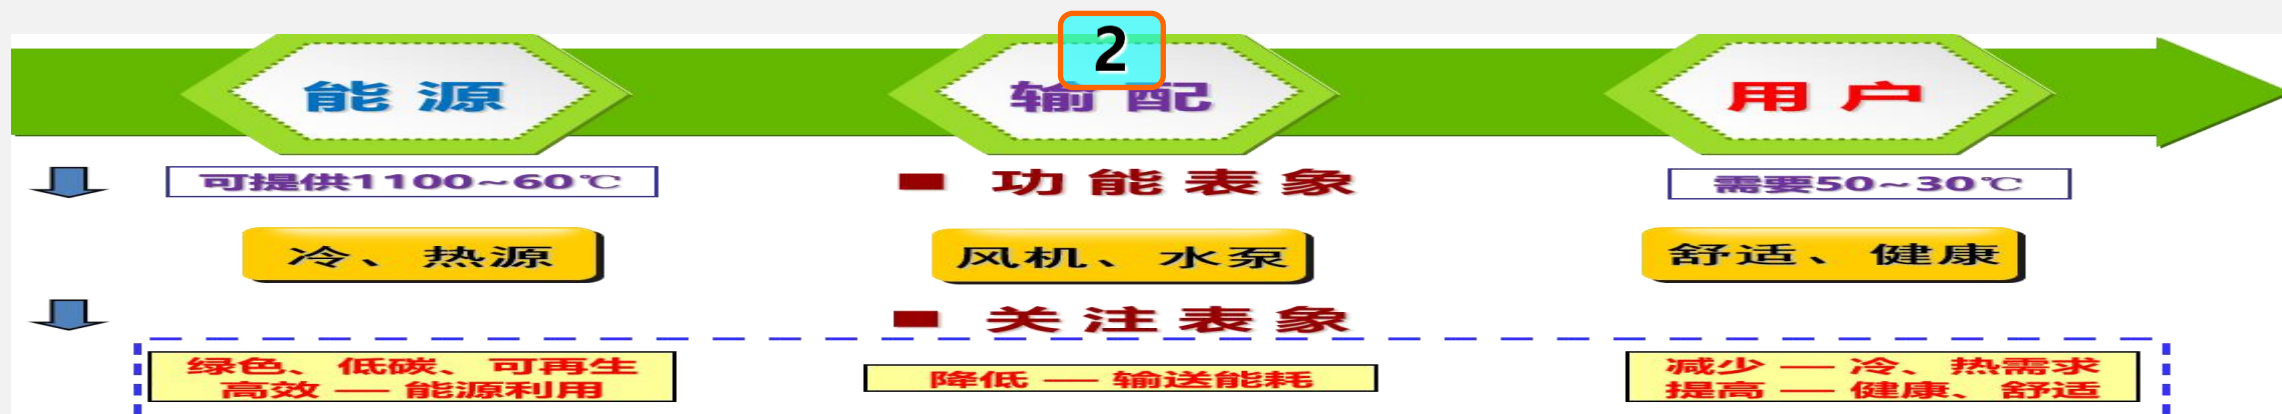 2
能源
输配
用户
可提供1100~60℃
■ 功能表象
需要50~30℃
冷、热源
风机、水泵
舒适、健康
■ 关注表象
绿色、低碳、可再生
高效 — 能源利用
降低 — 输送能耗
减少 — 冷、热需求
提高 — 健康、舒适